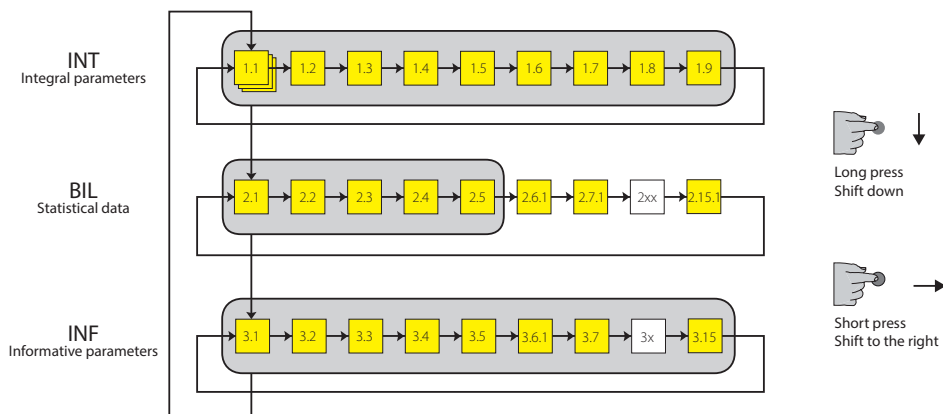 INT
Integral parameters
1.1 1.2 1.3 1.4 1.5 1.6 1.7 1.8 1.9
Long press
Shift down
BIL
Statistical data
2.1 2.2 2.3 2.4 2.5 2.6.1 2.7.1 2xx 2.15.1
INF
Informative parameters
3.1 3.2 3.3 3.4 3.5 3.6.1 3.7 3x 3.15
Short press
Shift to the right